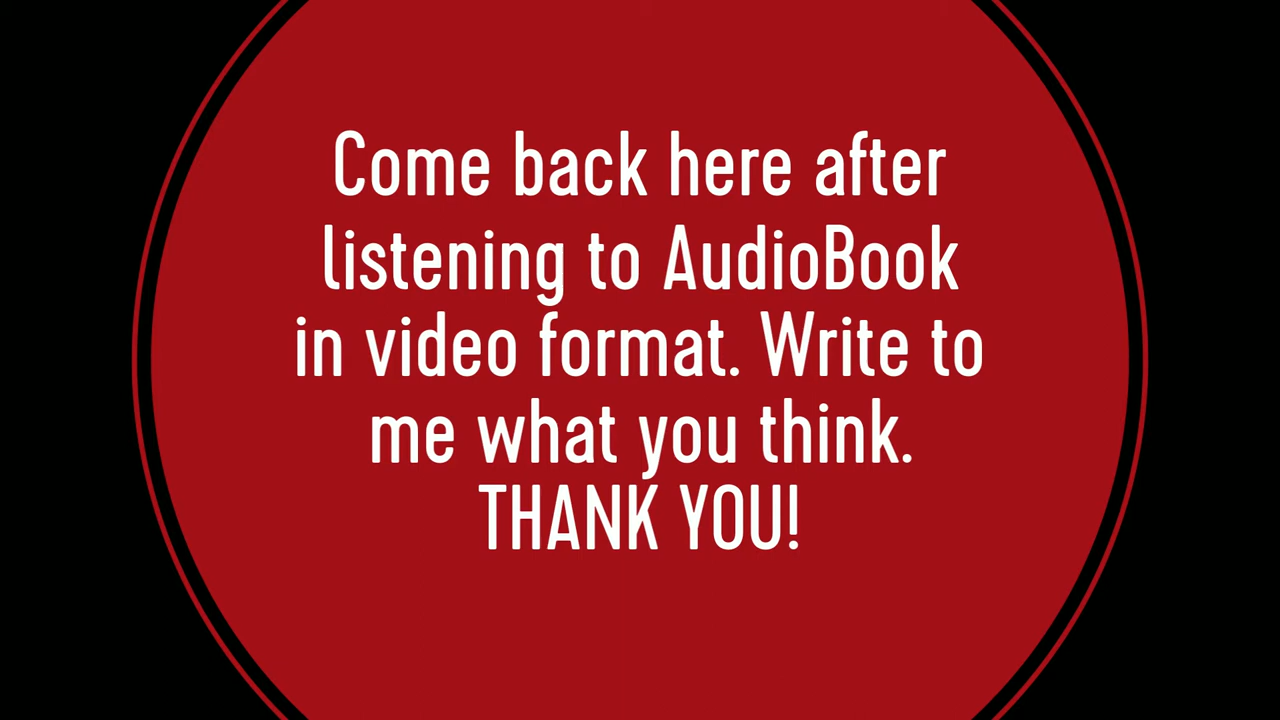 Come back here after
listening to AudioBook
in video format. Write to
me what you think.
THANK YOU!